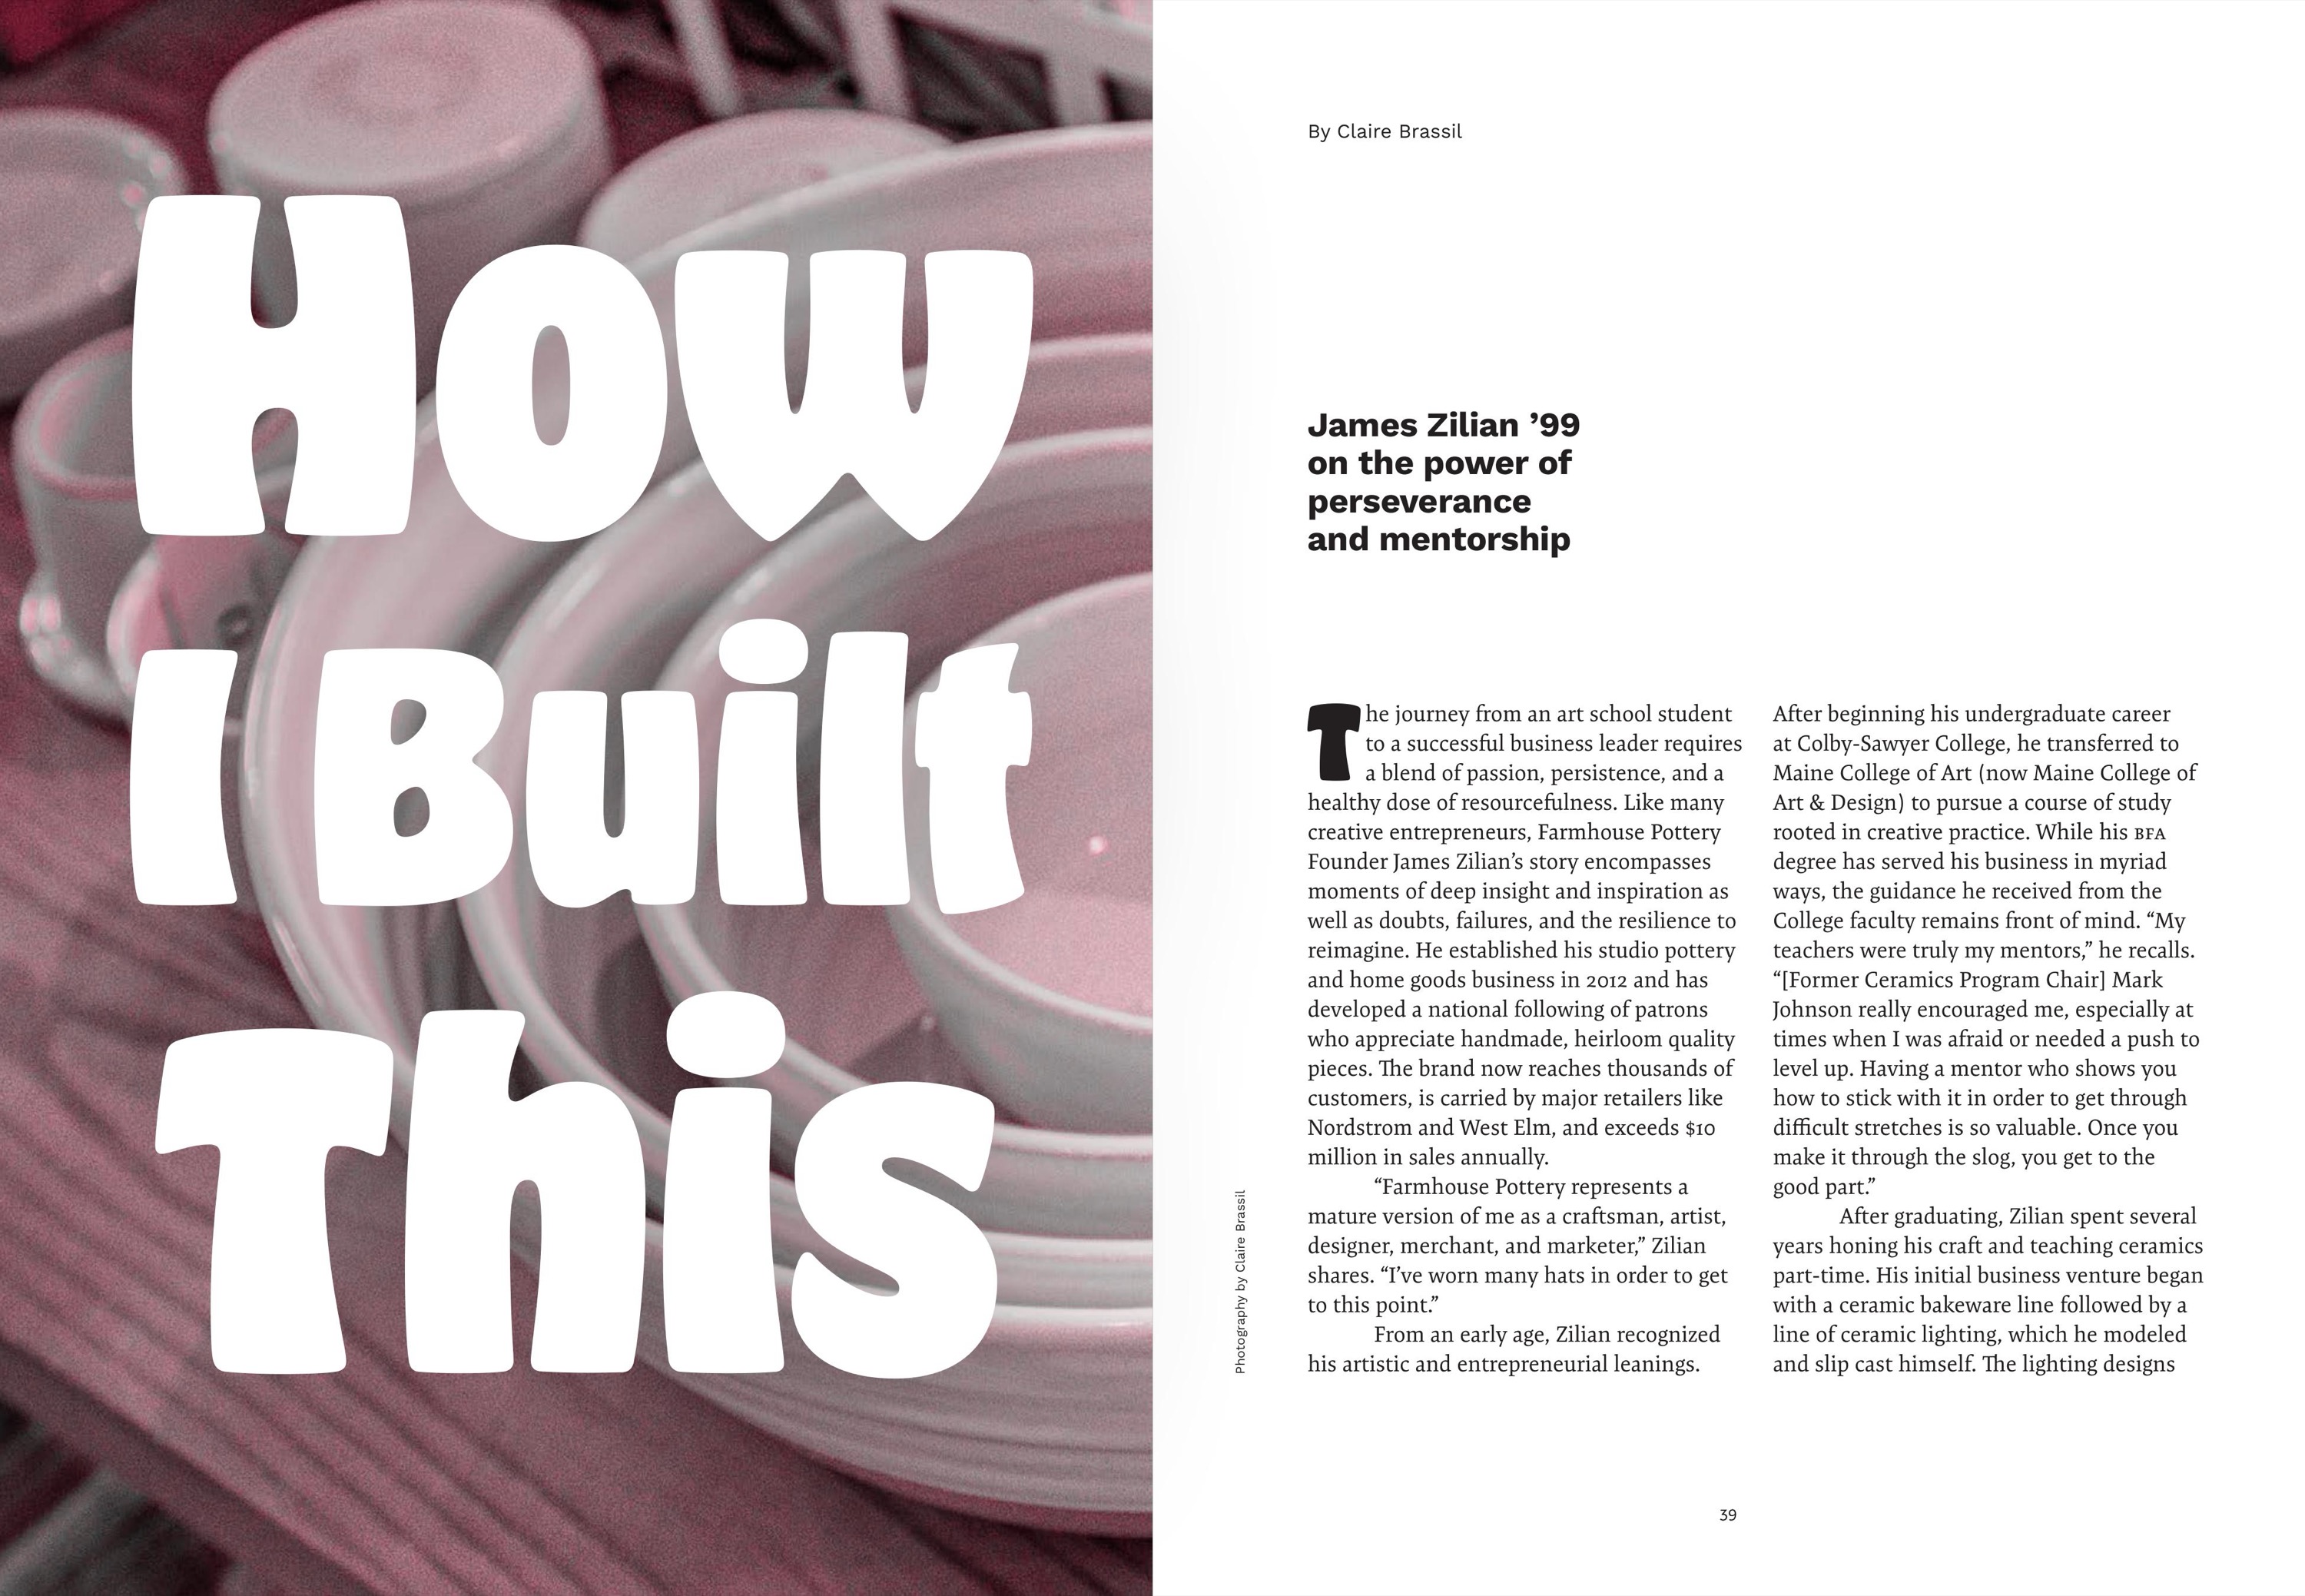 How
I Built
This
By Claire Brassil
James Zilian ’99
on the power of
perseverance
and mentorship
The journey from an art school student
to a successful business leader requires
a blend of passion, persistence, and a
healthy dose of resourcefulness. Like many
creative entrepreneurs, Farmhouse Pottery
Founder James Zilian’s story encompasses
moments of deep insight and inspiration as
well as doubts, failures, and the resilience to
reimagine. He established his studio pottery
and home goods business in 2012 and has
developed a national following of patrons
who appreciate handmade, heirloom quality
pieces. The brand now reaches thousands of
customers, is carried by major retailers like
Nordstrom and West Elm, and exceeds $10
million in sales annually.
“Farmhouse Pottery represents a
mature version of me as a craftsman, artist,
designer, merchant, and marketer,” Zilian
shares. “I’ve worn many hats in order to get
to this point.”
From an early age, Zilian recognized
his artistic and entrepreneurial leanings.
After beginning his undergraduate career
at Colby-Sawyer College, he transferred to
Maine College of Art (now Maine College of
Art & Design) to pursue a course of study
rooted in creative practice. While his BFA
degree has served his business in myriad
ways, the guidance he received from the
College faculty remains front of mind. “My
teachers were truly my mentors,” he recalls.
“[Former Ceramics Program Chair] Mark
Johnson really encouraged me, especially at
times when I was afraid or needed a push to
level up. Having a mentor who shows you
how to stick with it in order to get through
difficult stretches is so valuable. Once you
make it through the slog, you get to the
good part.”
After graduating, Zilian spent several
years honing his craft and teaching ceramics
part-time. His initial business venture began
with a ceramic bakeware line followed by a
line of ceramic lighting, which he modeled
and slip cast himself. The lighting designs
Photography by Claire Brassil
39